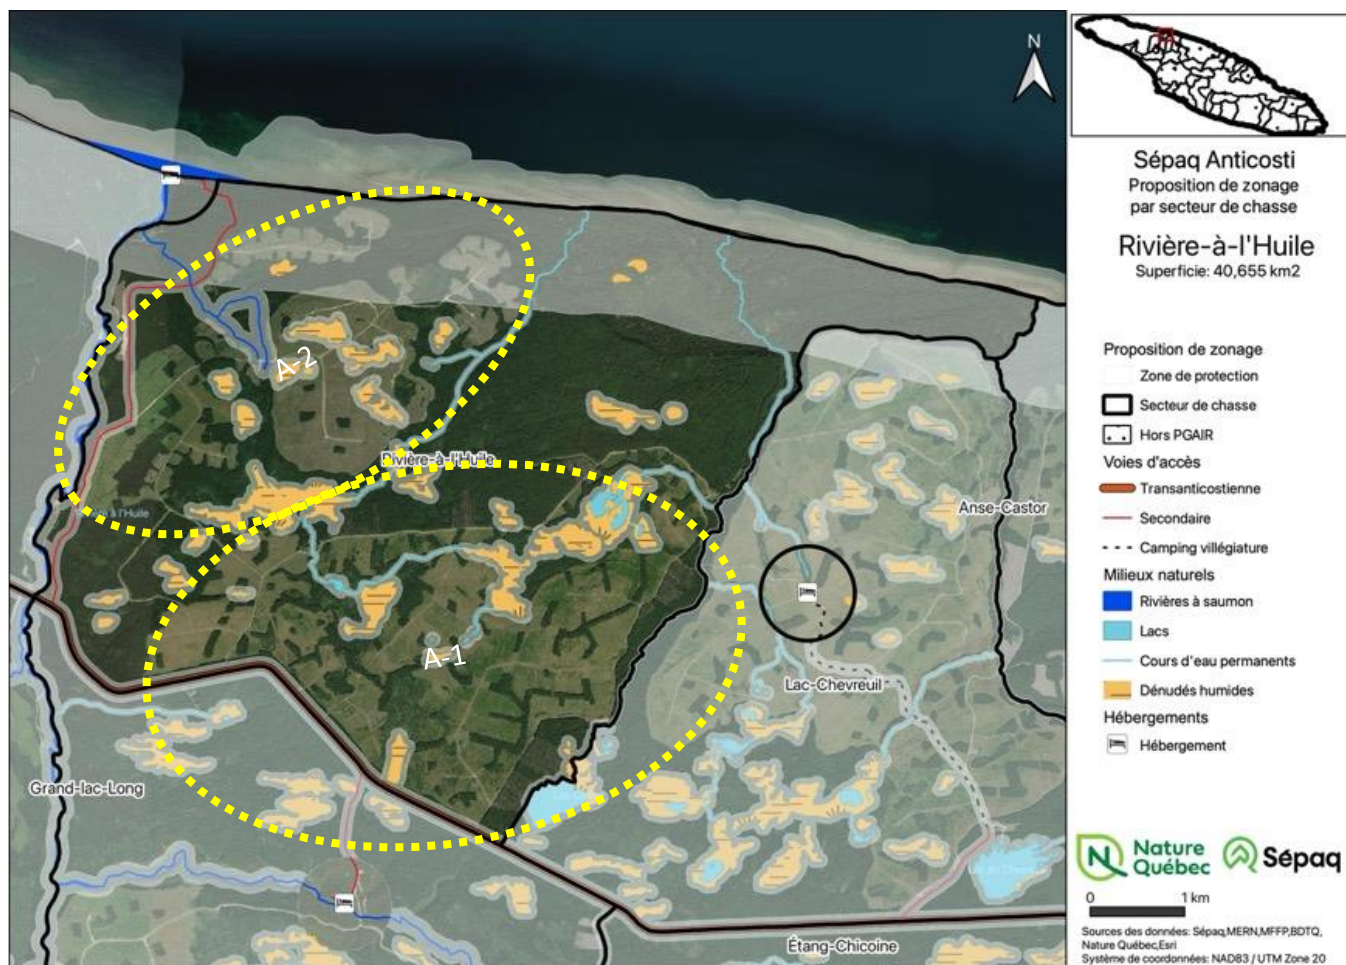 N
A-2
Rivière-à-l'Huile
A-1
Anse-Castor
Lac-Chevreuil
Grand-lac-Long
Étang-Chicoine
Sépaq Anticosti
Proposition de zonage
par secteur de chasse
Rivière-à-l'Huile
Superficie: 40,655 km2
Proposition de zonage
Zone de protection
Secteur de chasse
Hors PGAIR
Voies d'accès
Transanticostienne
Secondaire
Camping villégiature
Milieux naturels
Rivières à saumon
Lacs
Cours d'eau permanents
Dénudés humides
Hébergements
Hébergement
N Nature
Québec
Sépaq
0 1 km
Sources des données: Sépaq,MERN,MFFP,BDTQ,
Nature Québec,Esri
Système de coordonnées: NAD83 / UTM Zone 20